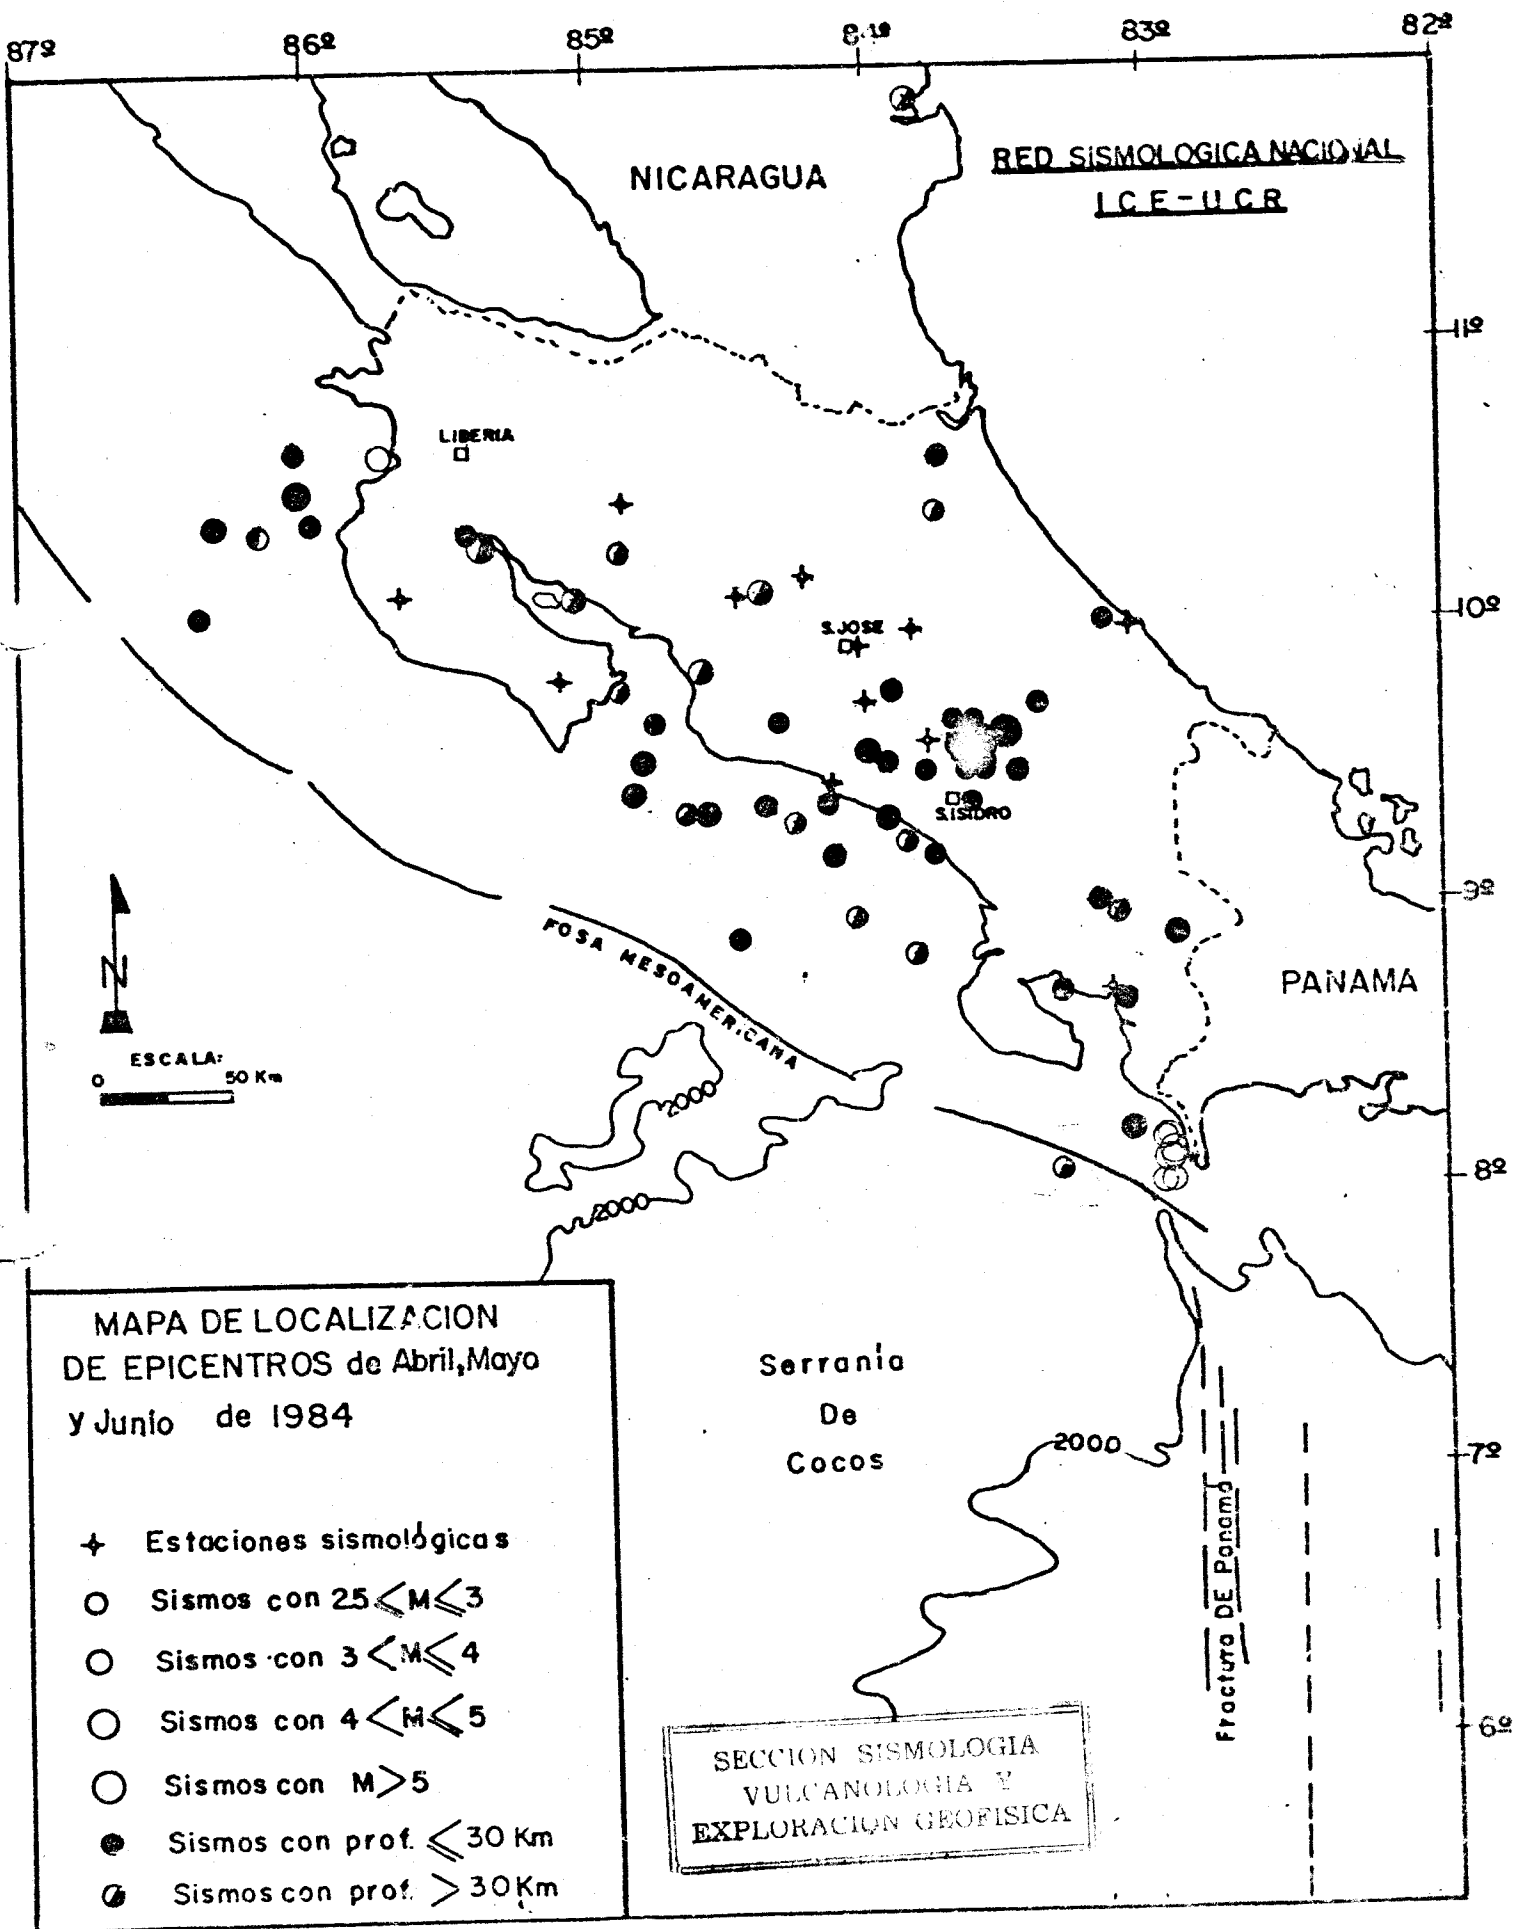 87º 86º 85º 84º 83º 82º
NICARAGUA
RED SISMOLOGICA NACIONAL
I C E - U C R
11º
LIBERIA
10º
S.JOSE
S.ISIDRO
9º
FOSA MESOAMERICANA
N
PANAMA
ESCALA:
0 50 Km
2000
8º
2000
MAPA DE LOCALIZACION
DE EPICENTROS de Abril,Mayo
y Junio de 1984
Serranía
De
Cocos
2000
7º
Fractura DE Panamá
Estaciones sismológicas
Sismos con 2.5<M≤3
Sismos con 3<M≤4
Sismos con 4<M≤5
Sismos con M>5
Sismos con prof. ≤30 Km
Sismos con prof. >30 Km
6º
SECCION SISMOLOGIA
VULCANOLOGIA Y
EXPLORACION GEOFISICA